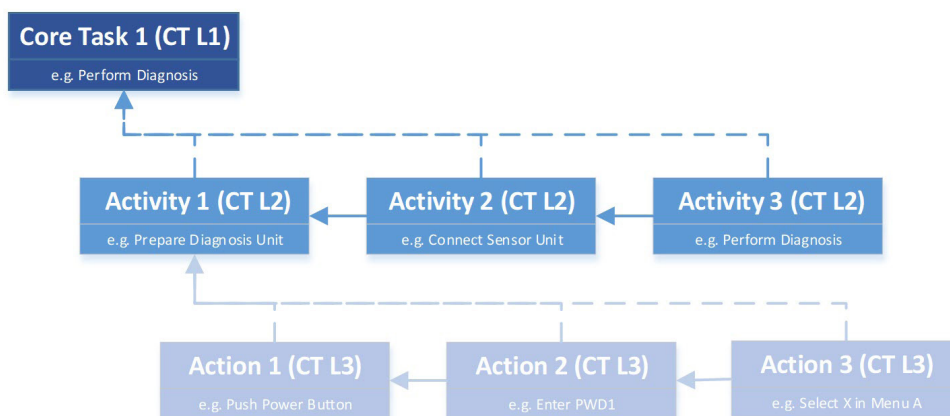 Core Task 1 (CT L1)
e.g. Perform Diagnosis
Activity 1 (CT L2)
e.g. Prepare Diagnosis Unit
Activity 2 (CT L2)
e.g. Connect Sensor Unit
Activity 3 (CT L2)
e.g. Perform Diagnosis
Action 1 (CT L3)
e.g. Push Power Button
Action 2 (CT L3)
e.g. Enter PWD1
Action 3 (CT L3)
e.g. Select X in Menu A